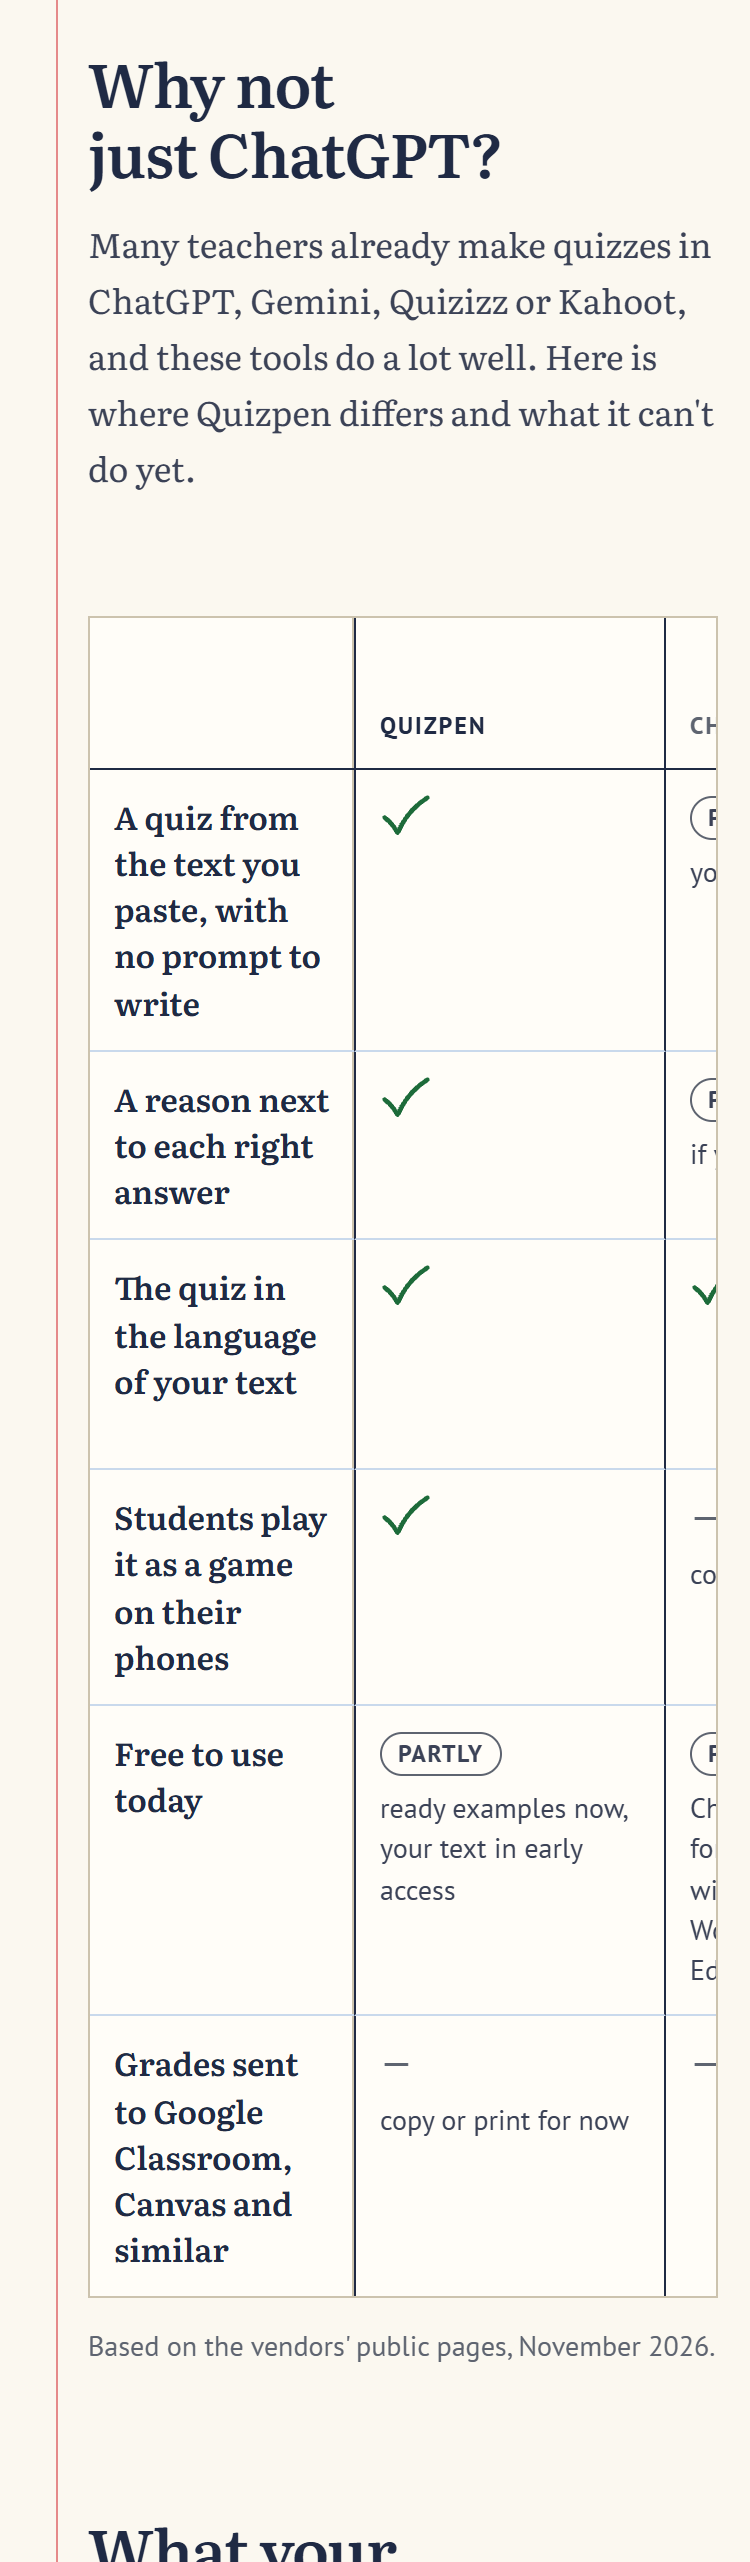 Why not
just ChatGPT?
Many teachers already make quizzes in
ChatGPT, Gemini, Quizizz or Kahoot,
and these tools do a lot well. Here is
where Quizpen differs and what it can't
do yet.
QUIZPEN
A quiz from
the text you
paste, with
no prompt to
write
A reason next
to each right
answer
if
The quiz in
the language
of your text
Students play
it as a game
on their
phones
Free to use
today
PARTLY
ready examples now,
your text in early
access
Grades sent
to Google
Classroom,
Canvas and
similar
—
copy or print for now
—
Based on the vendors' public pages, November 2026.
What your